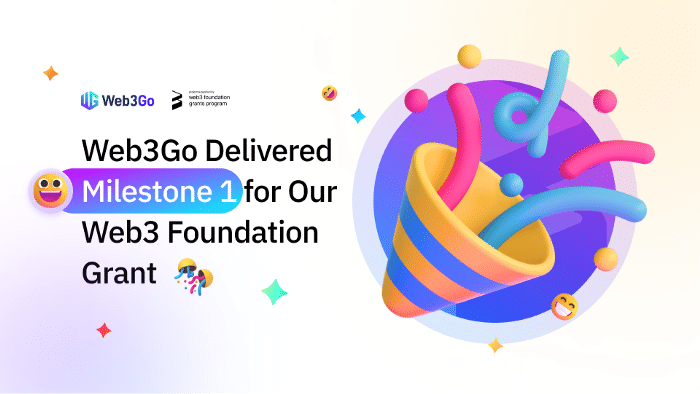 Web3Go
web3 foundation
grants program
Web3Go Delivered
Milestone 1 for Our
Web3 Foundation
Grant